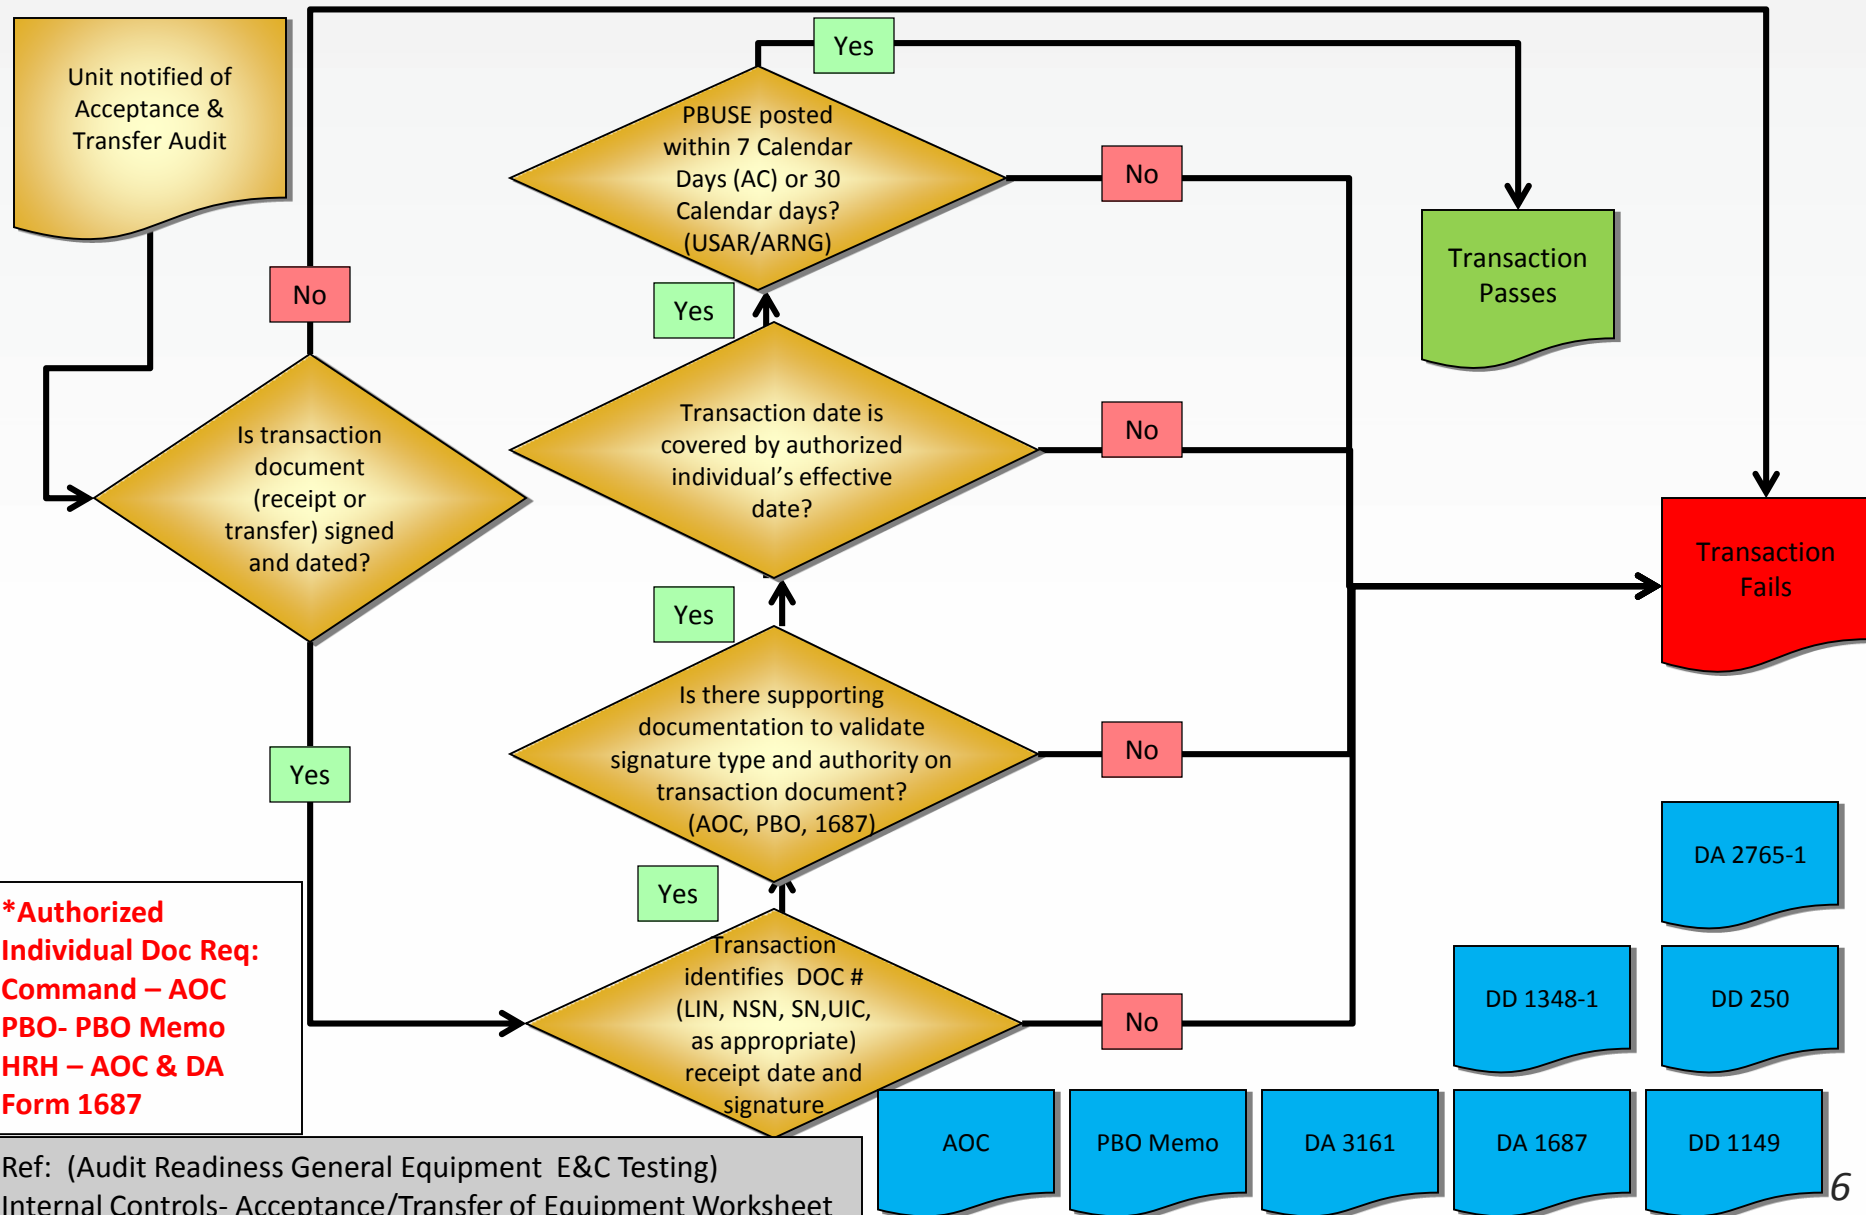 Unit notified of
Acceptance &
Transfer Audit
No
Is transaction
document
(receipt or
transfer) signed
and dated?
Yes
Yes
PBUSE posted
within 7 Calendar
Days (AC) or 30
Calendar days?
(USAR/ARNG)
No
Yes
Transaction date is
covered by authorized
individual’s effective
date?
No
Yes
Is there supporting
documentation to validate
signature type and authority on
transaction document?
(AOC, PBO, 1687)
No
Yes
Transaction
identifies DOC #
(LIN, NSN, SN,UIC,
as appropriate)
receipt date and
signature
No
Transaction
Passes
Transaction
Fails
*Authorized
Individual Doc Req:
Command – AOC
PBO- PBO Memo
HRH – AOC & DA
Form 1687
DA 2765-1
DD 1348-1
DD 250
AOC
PBO Memo
DA 3161
DA 1687
DD 1149
Ref: (Audit Readiness General Equipment E&C Testing)
Internal Controls- Acceptance/Transfer of Equipment Worksheet
6